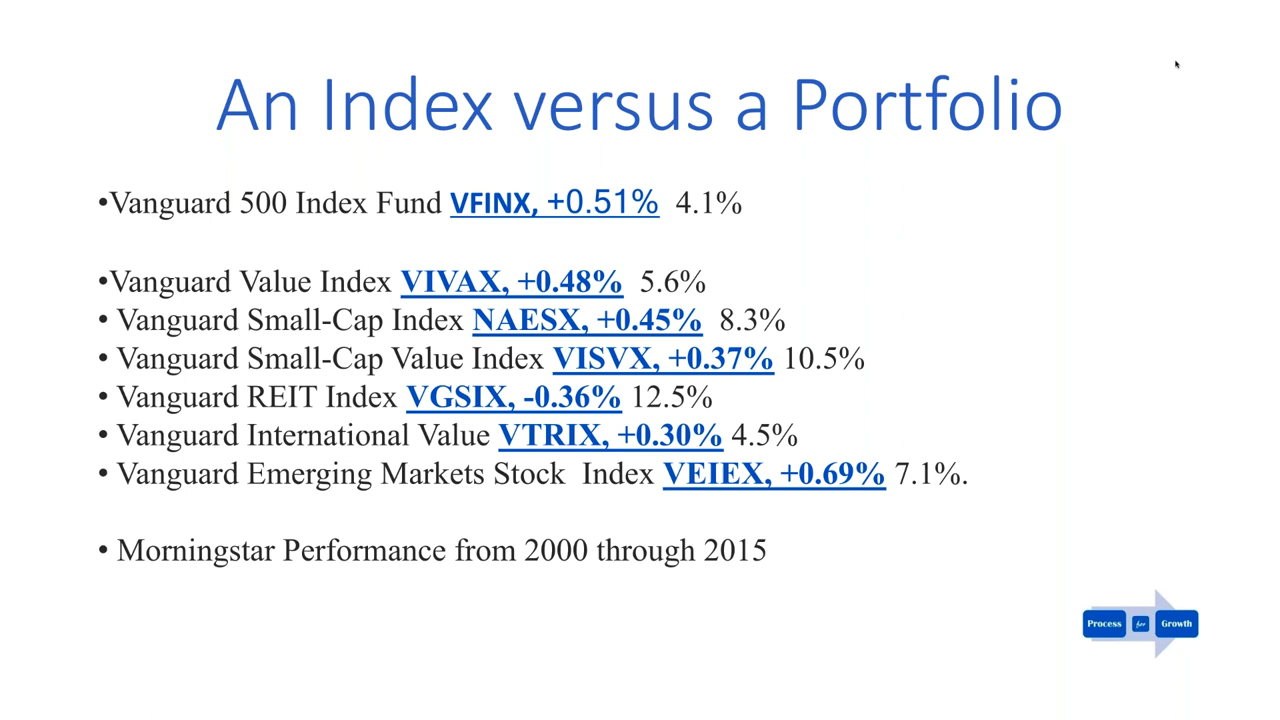 An Index versus a Portfolio
•Vanguard 500 Index Fund VFINX, +0.51% 4.1%
•Vanguard Value Index VIVAX, +0.48% 5.6%
• Vanguard Small-Cap Index NAESX, +0.45% 8.3%
• Vanguard Small-Cap Value Index VISVX, +0.37% 10.5%
• Vanguard REIT Index VGSIX, -0.36% 12.5%
• Vanguard International Value VTRIX, +0.30% 4.5%
• Vanguard Emerging Markets Stock  Index VEIEX, +0.69% 7.1%.
• Morningstar Performance from 2000 through 2015
Process for Growth